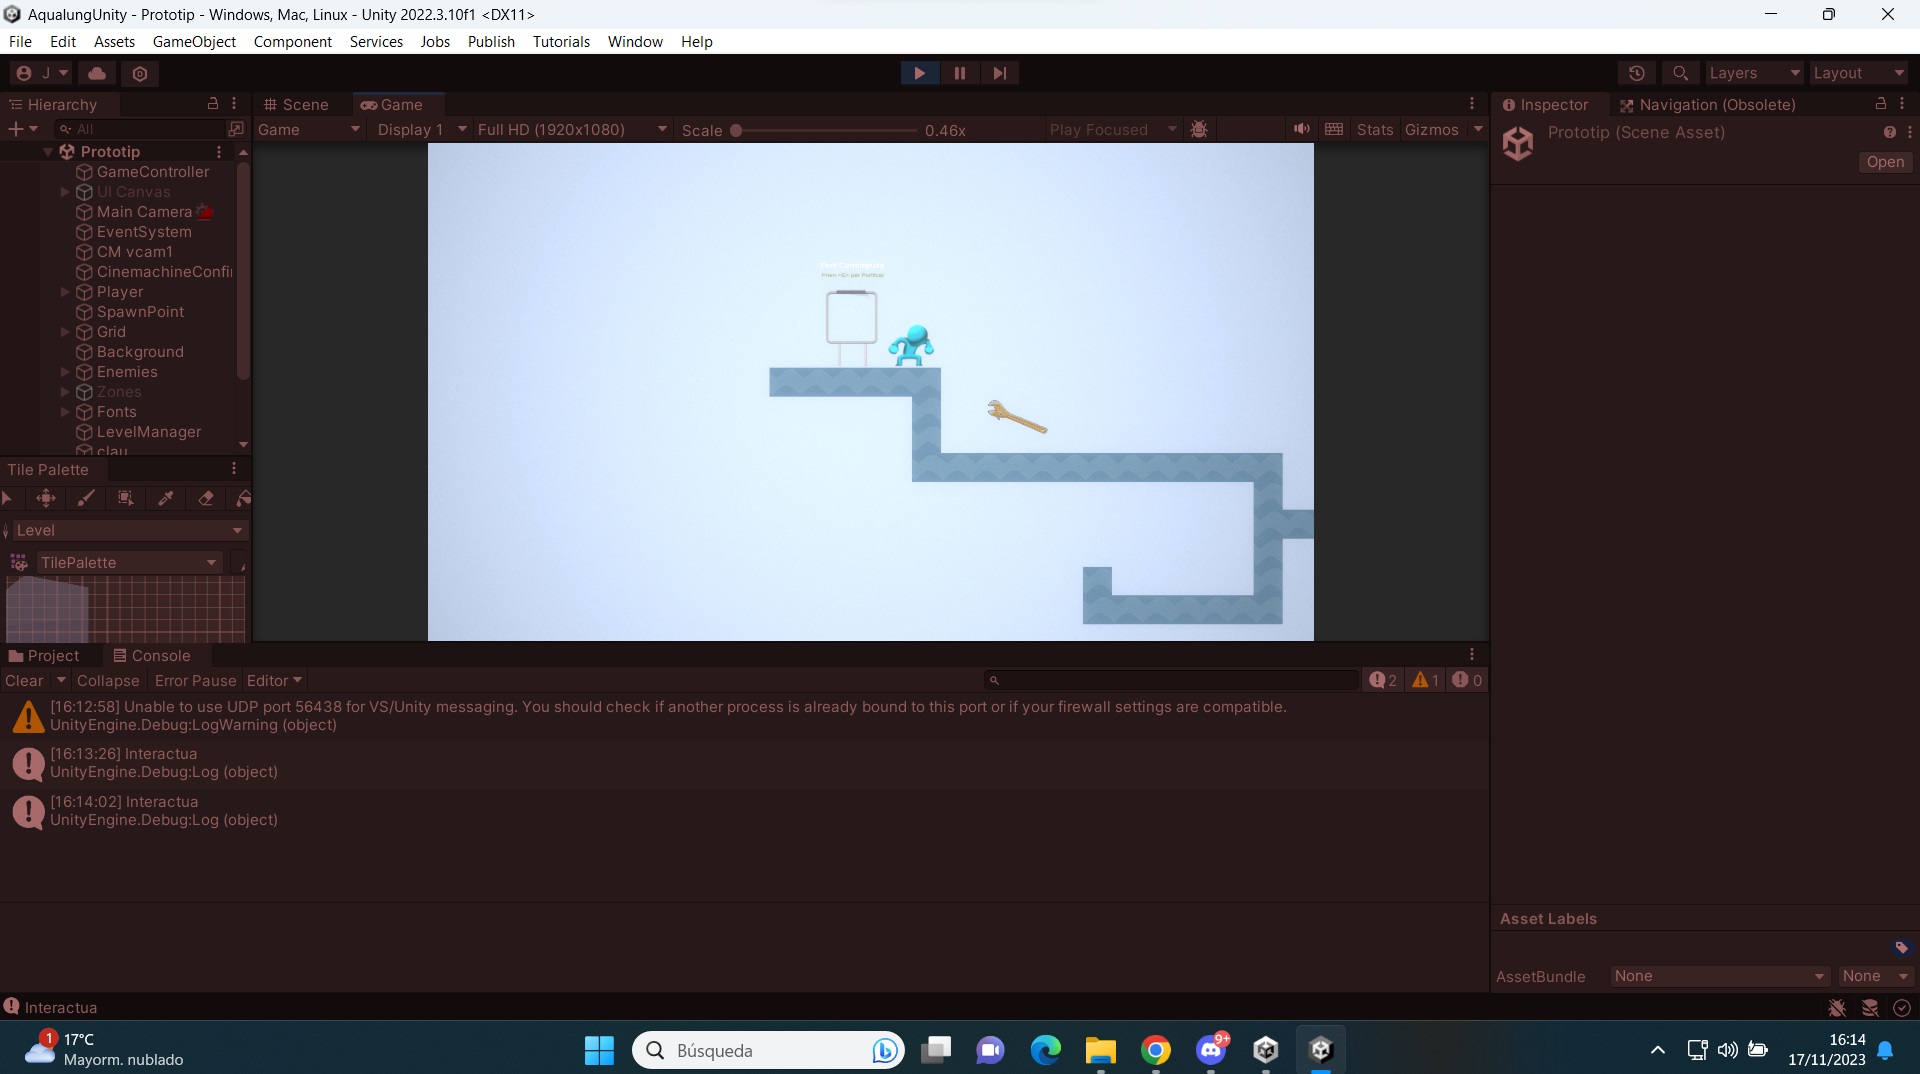 AqualungUnity - Prototip - Windows, Mac, Linux - Unity 2022.3.10f1 <DX11>
File Edit Assets GameObject Component Services Jobs Publish Tutorials Window Help
J
Layers
Layout
Hierarchy
Scene
Game
Inspector
Navigation (Obsolete)
All
Game
Display 1
Full HD (1920x1080)
Scale
0.46x
Play Focused
Stats
Gizmos
Prototip (Scene Asset)
Open
Prototip
GameController
UI Canvas
Main Camera
EventSystem
CM vcam1
CinemachineConfi
Player
SpawnPoint
Grid
Background
Enemies
Zones
Fonts
LevelManager
clau
Tile Palette
Level
TilePalette
Project
Console
Clear
Collapse
Error Pause
Editor
2
1
0
[16:12:58] Unable to use UDP port 56438 for VS/Unity messaging. You should check if another process is already bound to this port or if your firewall settings are compatible.
UnityEngine.Debug:LogWarning (object)
[16:13:26] Interactua
UnityEngine.Debug:Log (object)
[16:14:02] Interactua
UnityEngine.Debug:Log (object)
Asset Labels
AssetBundle
None
None
Interactua
1
17°C
Mayorm. nublado
Búsqueda
9+
16:14
17/11/2023